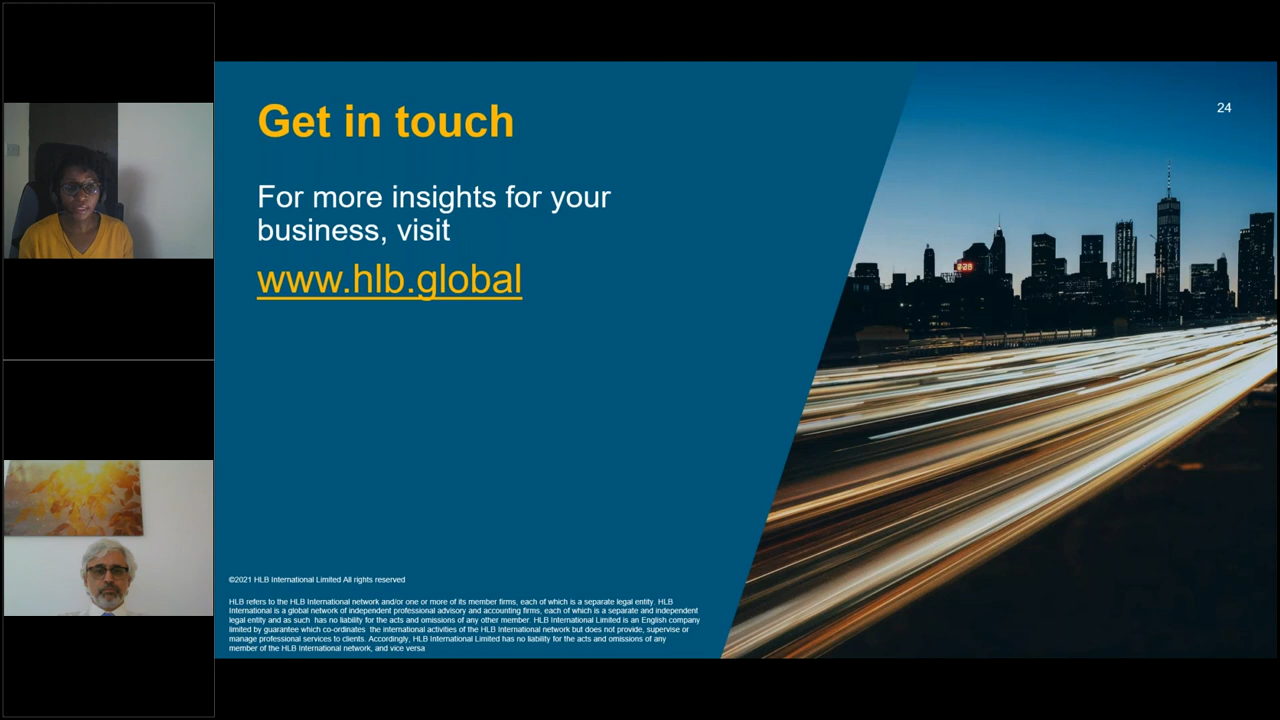 Get in touch
24
For more insights for your
business, visit
www.hlb.global
©2021 HLB International Limited All rights reserved
HLB refers to the HLB International network and/or one or more of its member firms, each of which is a separate legal entity. HLB
International is a global network of independent professional advisory and accounting firms, each of which is a separate and independent
legal entity and as such has no liability for the acts and omissions of any other member. HLB International Limited is an English company
limited by guarantee which co-ordinates the international activities of the HLB International network but does not provide, supervise or
manage professional services to clients. Accordingly, HLB International Limited has no liability for the acts and omissions of any
member of the HLB International network, and vice versa